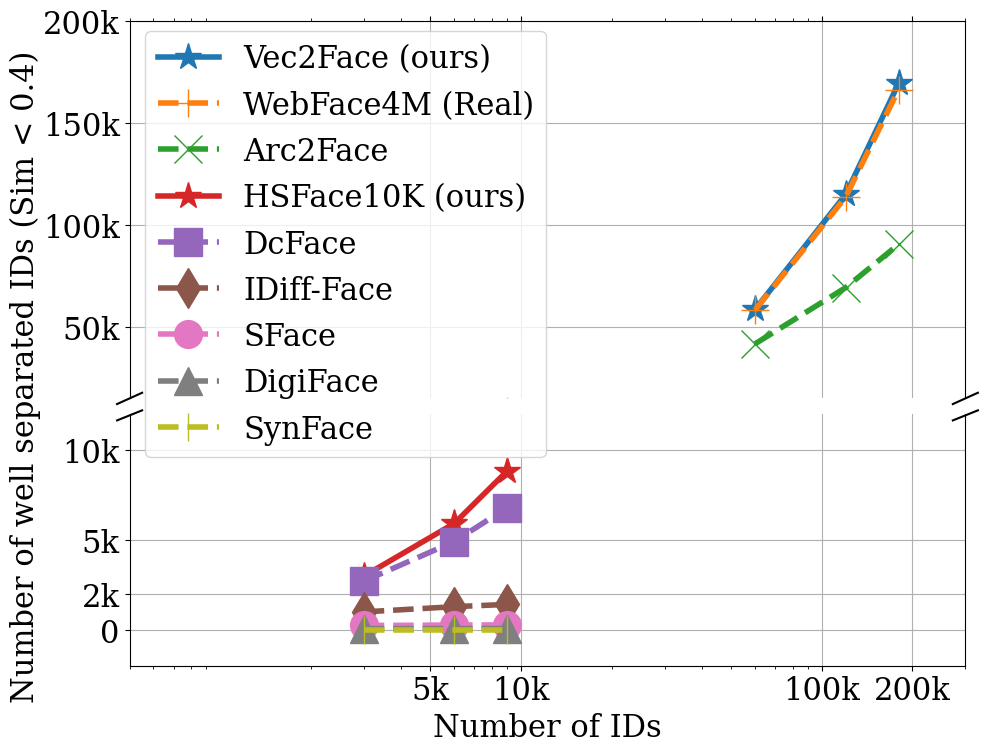 Number of well separated IDs (Sim < 0.4)
200k
150k
100k
50k
10k
5k
2k
0
Vec2Face (ours)
WebFace4M (Real)
Arc2Face
HSFace10K (ours)
DcFace
IDiff-Face
SFace
DigiFace
SynFace
5k
10k
100k
200k
Number of IDs